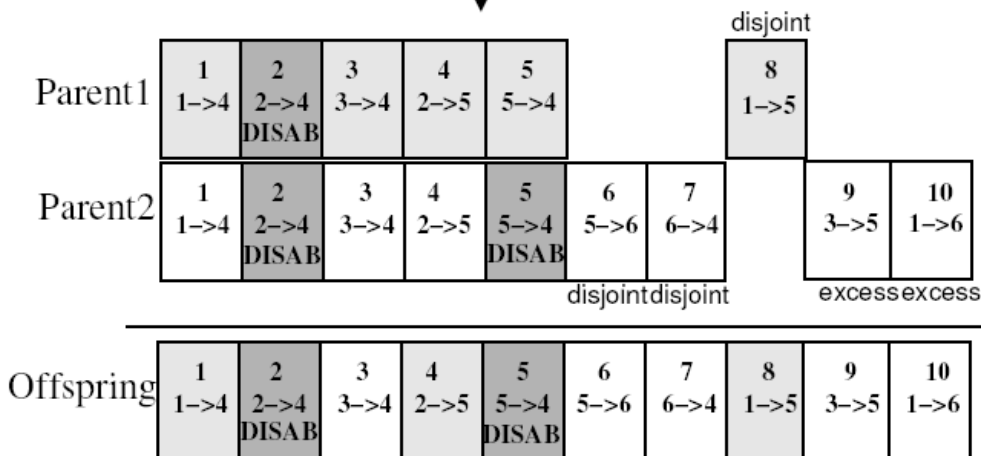 disjoint
Parent1
1 2 3 4 5 8
1->4 2->4 3->4 2->5 5->4 1->5
DISAB
Parent2
1 2 3 4 5 6 7 9 10
1->4 2->4 3->4 2->5 5->4 5->6 6->4 3->5 1->6
DISAB DISAB
disjoint disjoint excess excess
Offspring
1 2 3 4 5 6 7 8 9 10
1->4 2->4 3->4 2->5 5->4 5->6 6->4 1->5 3->5 1->6
DISAB DISAB